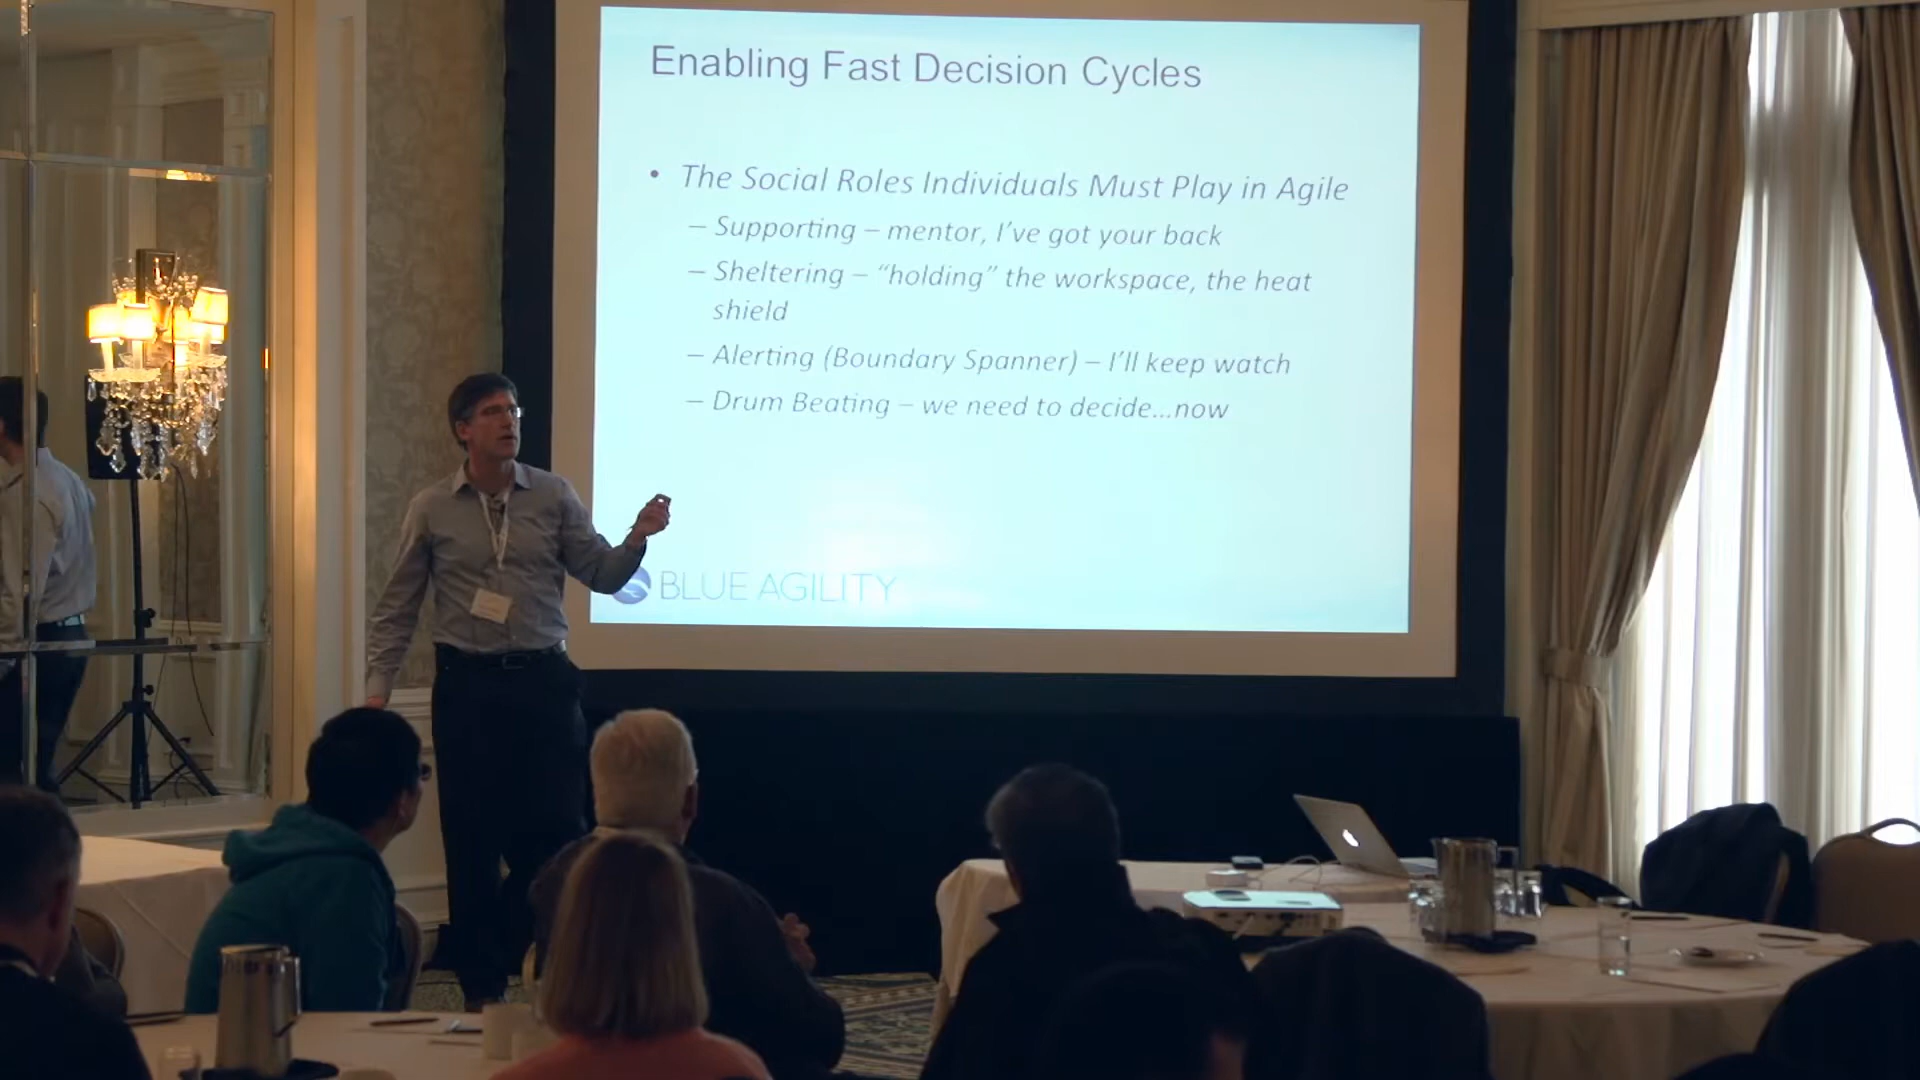 Enabling Fast Decision Cycles
• The Social Roles Individuals Must Play in Agile
– Supporting – mentor, I’ve got your back
– Sheltering – “holding” the workspace, the heat
shield
– Alerting (Boundary Spanner) – I’ll keep watch
– Drum Beating – we need to decide...now
BLUE AGILITY